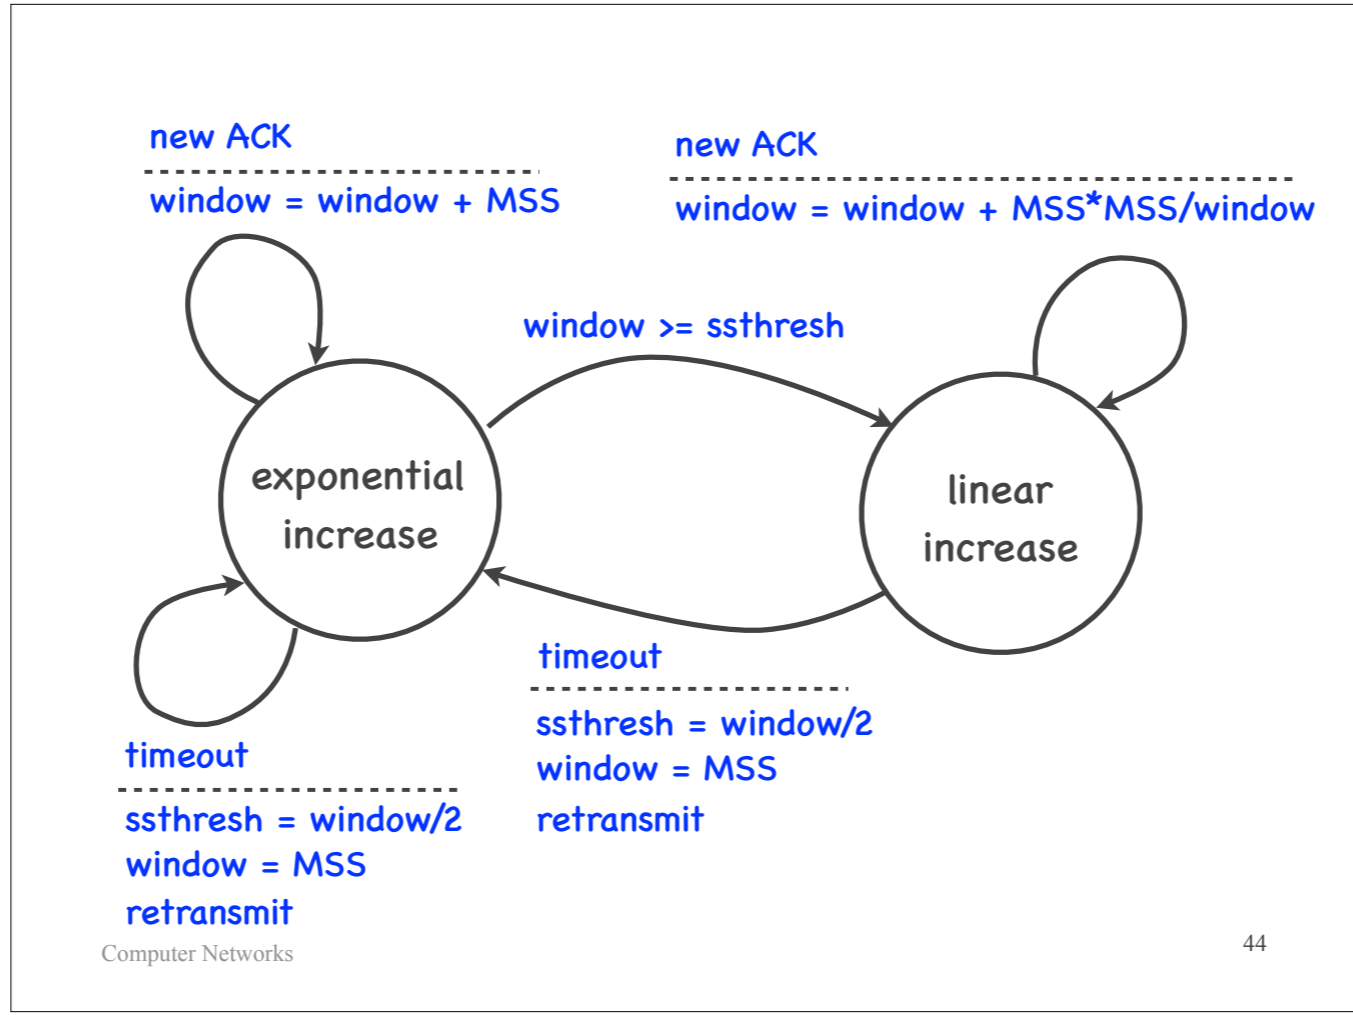 new ACK
window = window + MSS
new ACK
window = window + MSS*MSS/window
window >= ssthresh
exponential
increase
linear
increase
timeout
ssthresh = window/2
window = MSS
retransmit
timeout
ssthresh = window/2
window = MSS
retransmit
Computer Networks
44